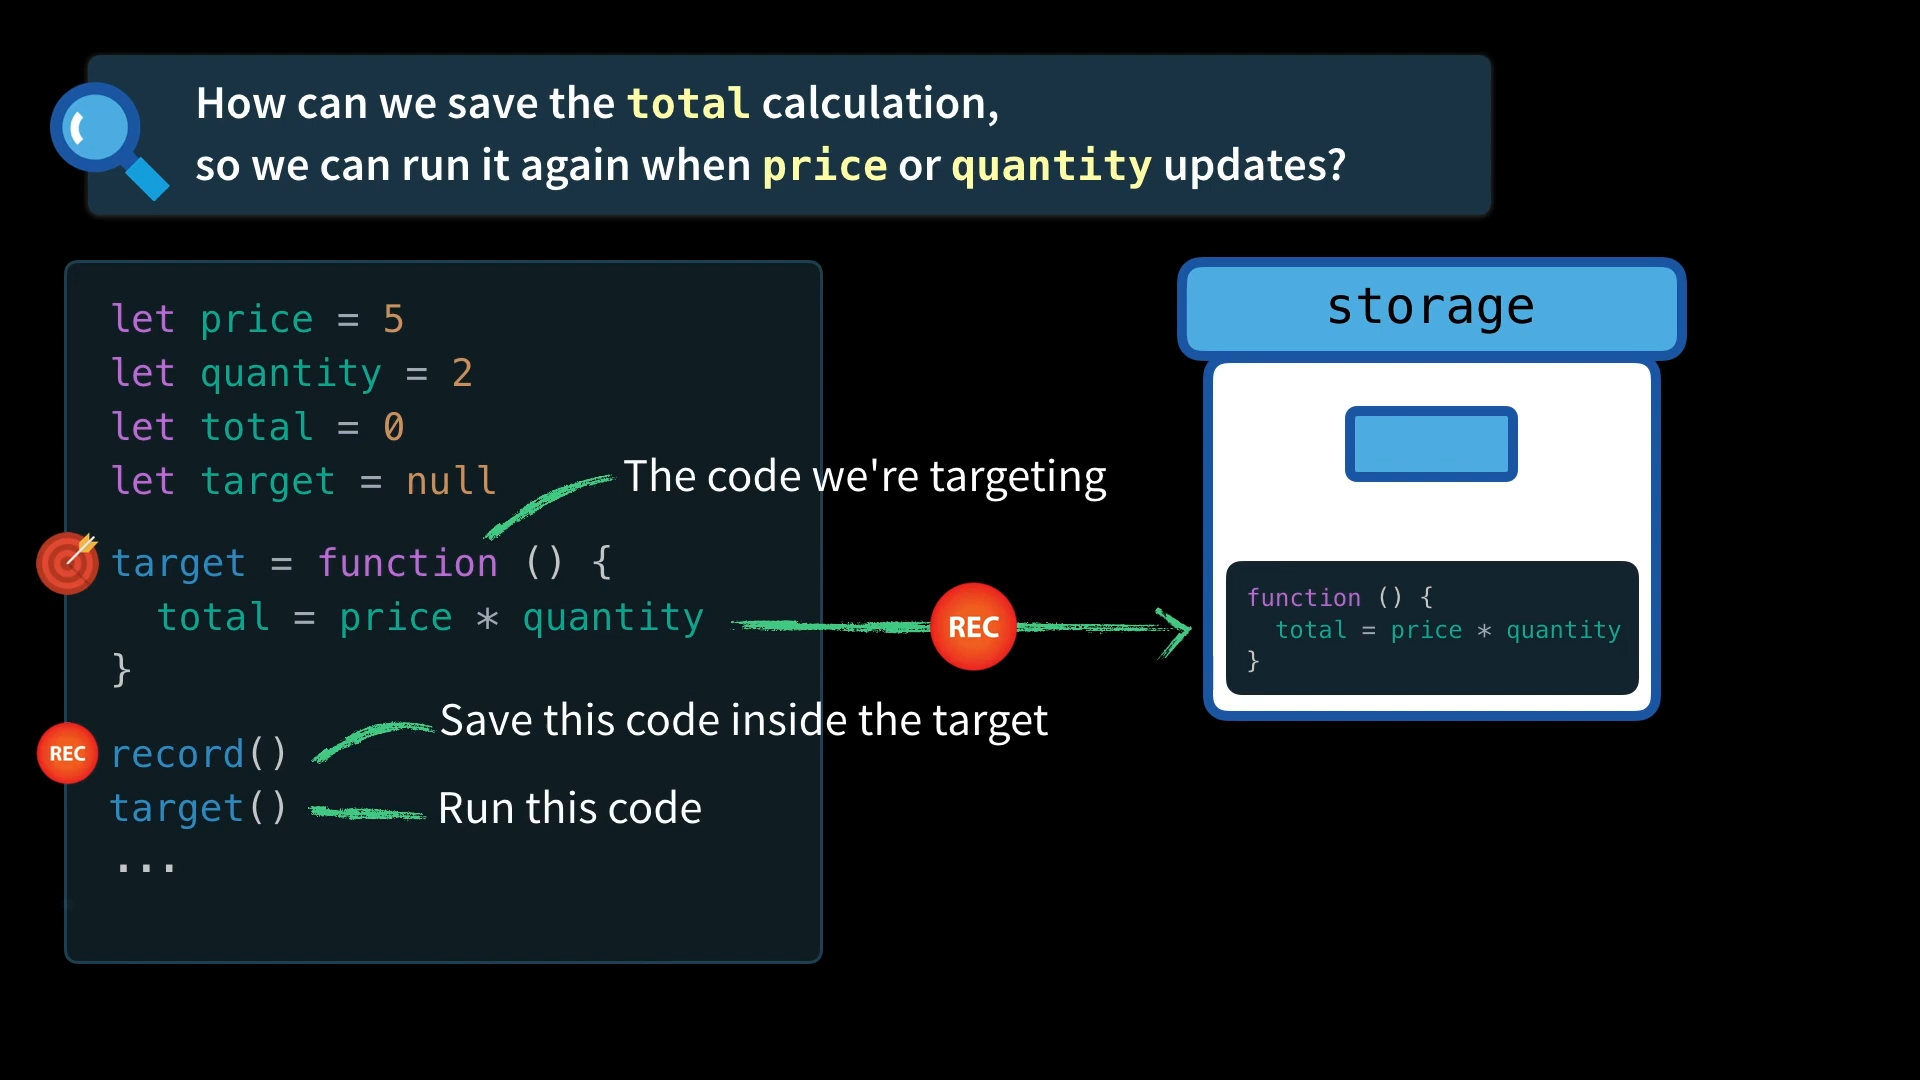 How can we save the total calculation,
so we can run it again when price or quantity updates?
let price = 5
let quantity = 2
let total = 0
let target = null
The code we're targeting
target = function () {
total = price * quantity
}
REC
Save this code inside the target
REC
record()
target()
Run this code
...
storage
function () {
total = price * quantity
}